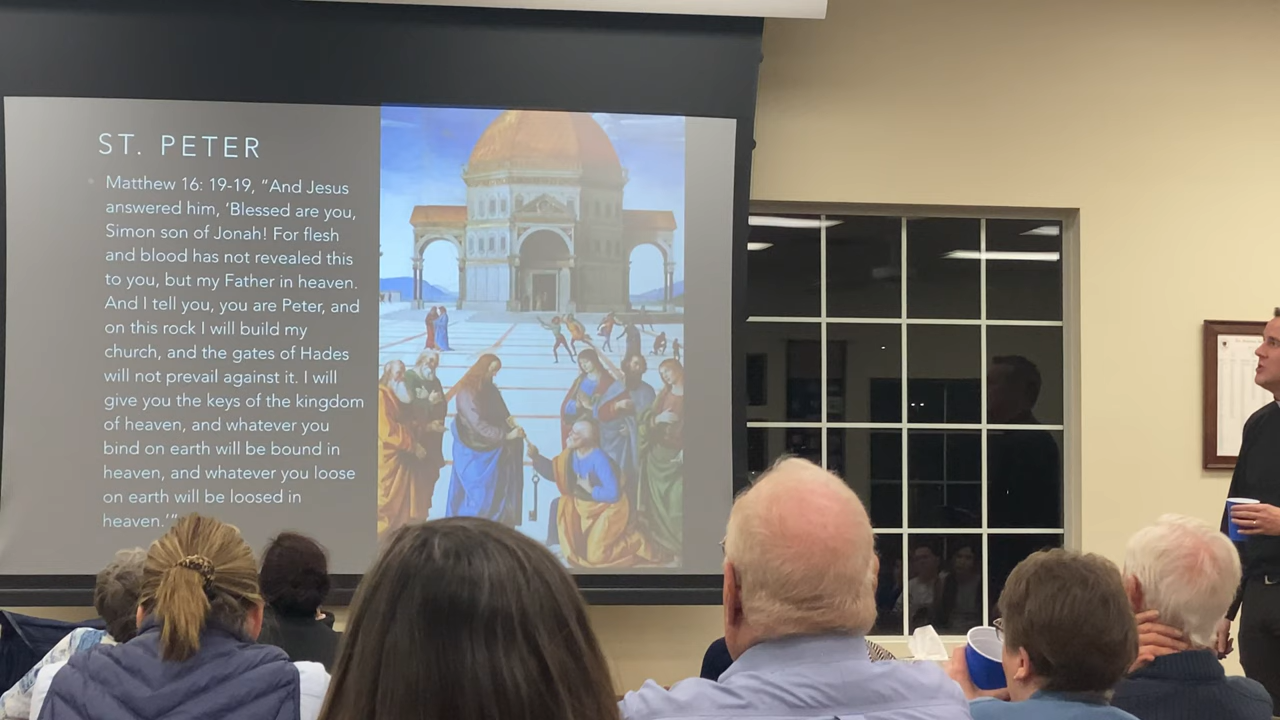 ST. PETER
Matthew 16: 19-19, “And Jesus
answered him, ‘Blessed are you,
Simon son of Jonah! For flesh
and blood has not revealed this
to you, but my Father in heaven.
And I tell you, you are Peter, and
on this rock I will build my
church, and the gates of Hades
will not prevail against it. I will
give you the keys of the kingdom
of heaven, and whatever you
bind on earth will be bound in
heaven, and whatever you loose
on earth will be loosed in
heaven.’”